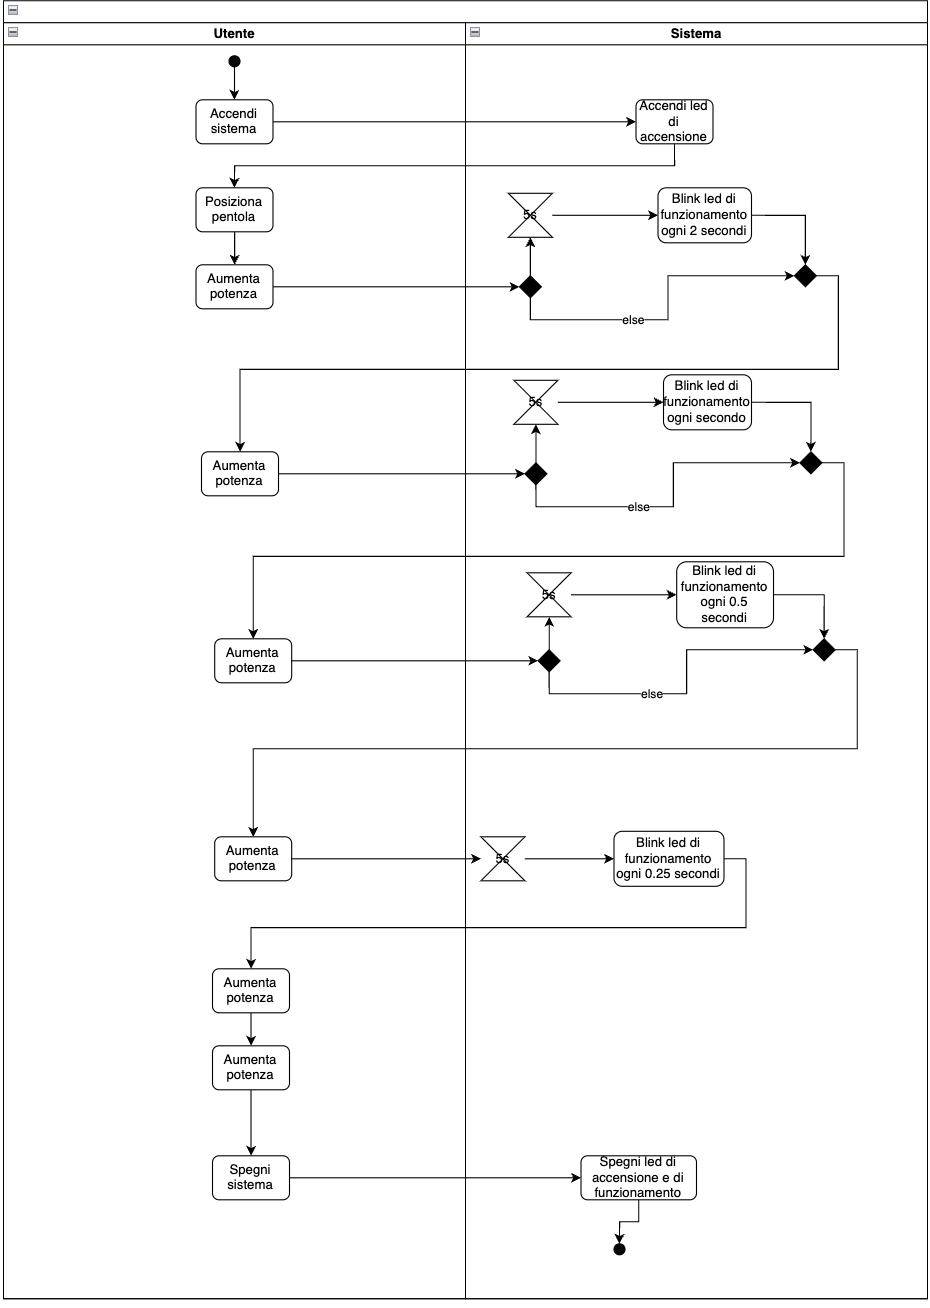 Utente
Sistema
Accendi
sistema
Accendi led
di
accensione
Posiziona
pentola
5s
Blink led di
funzionamento
ogni 2 secondi
Aumenta
potenza
else
5s
Blink led di
funzionamento
ogni secondo
Aumenta
potenza
else
5s
Blink led di
funzionamento
ogni 0.5
secondi
Aumenta
potenza
else
Aumenta
potenza
5s
Blink led di
funzionamento
ogni 0.25 secondi
Aumenta
potenza
Aumenta
potenza
Spegni
sistema
Spegni led di
accensione e di
funzionamento